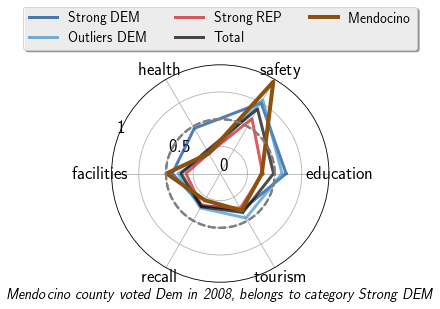 Strong DEM Strong REP Mendocino
Outliers DEM Total
health safety
1
0.5
0
facilities education
recall tourism
Mendocino county voted Dem in 2008, belongs to category Strong DEM